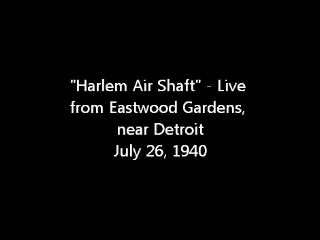 "Harlem Air Shaft" - Live
from Eastwood Gardens,
near Detroit
July 26, 1940